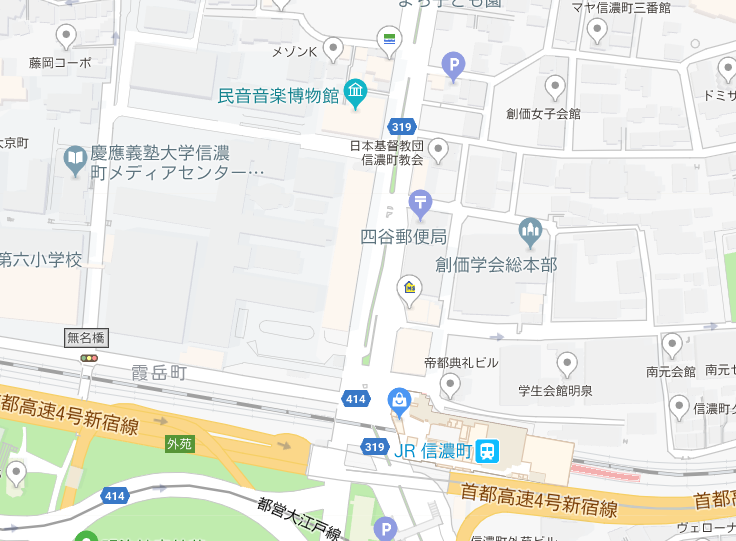 まち子ども園
マヤ信濃町三番館
メゾンK
藤岡コーポ
P
ドミサ
民音音楽博物館
創価女子会館
319
日本基督教団
信濃町教会
大京町
慶應義塾大学信濃
町メディアセンター…
四谷郵便局
創価学会総本部
第六小学校
無名橋
帝都典礼ビル
霞岳町
学生会館明泉
南元会館
南元セ
414
信濃町ク
首都高速4号新宿線
外苑
319
JR 信濃町
首都高速4号新宿線
首都高
414
都営大江戸線
P
ヴェローナ
信濃町外苑ビル